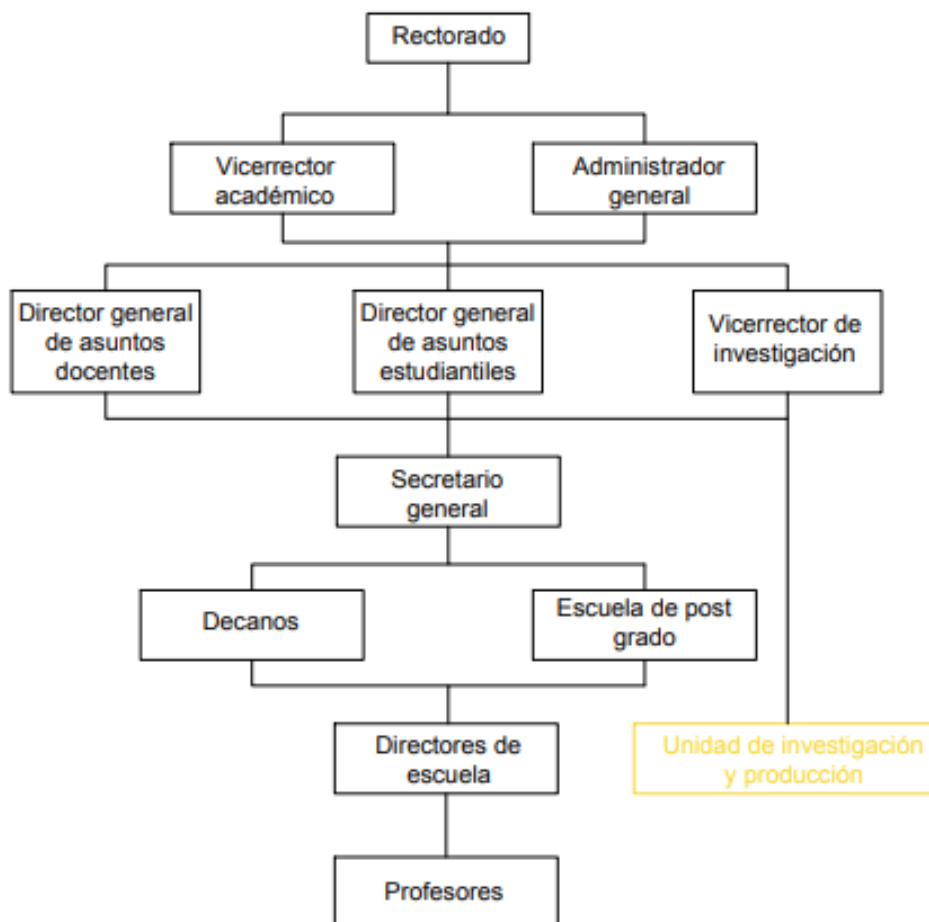 Rectorado
Vicerrector
académico
Administrador
general
Director general
de asuntos
docentes
Director general
de asuntos
estudiantiles
Vicerrector de
investigación
Secretario
general
Decanos
Escuela de post
grado
Directores de
escuela
Unidad de investigación
y producción
Profesores